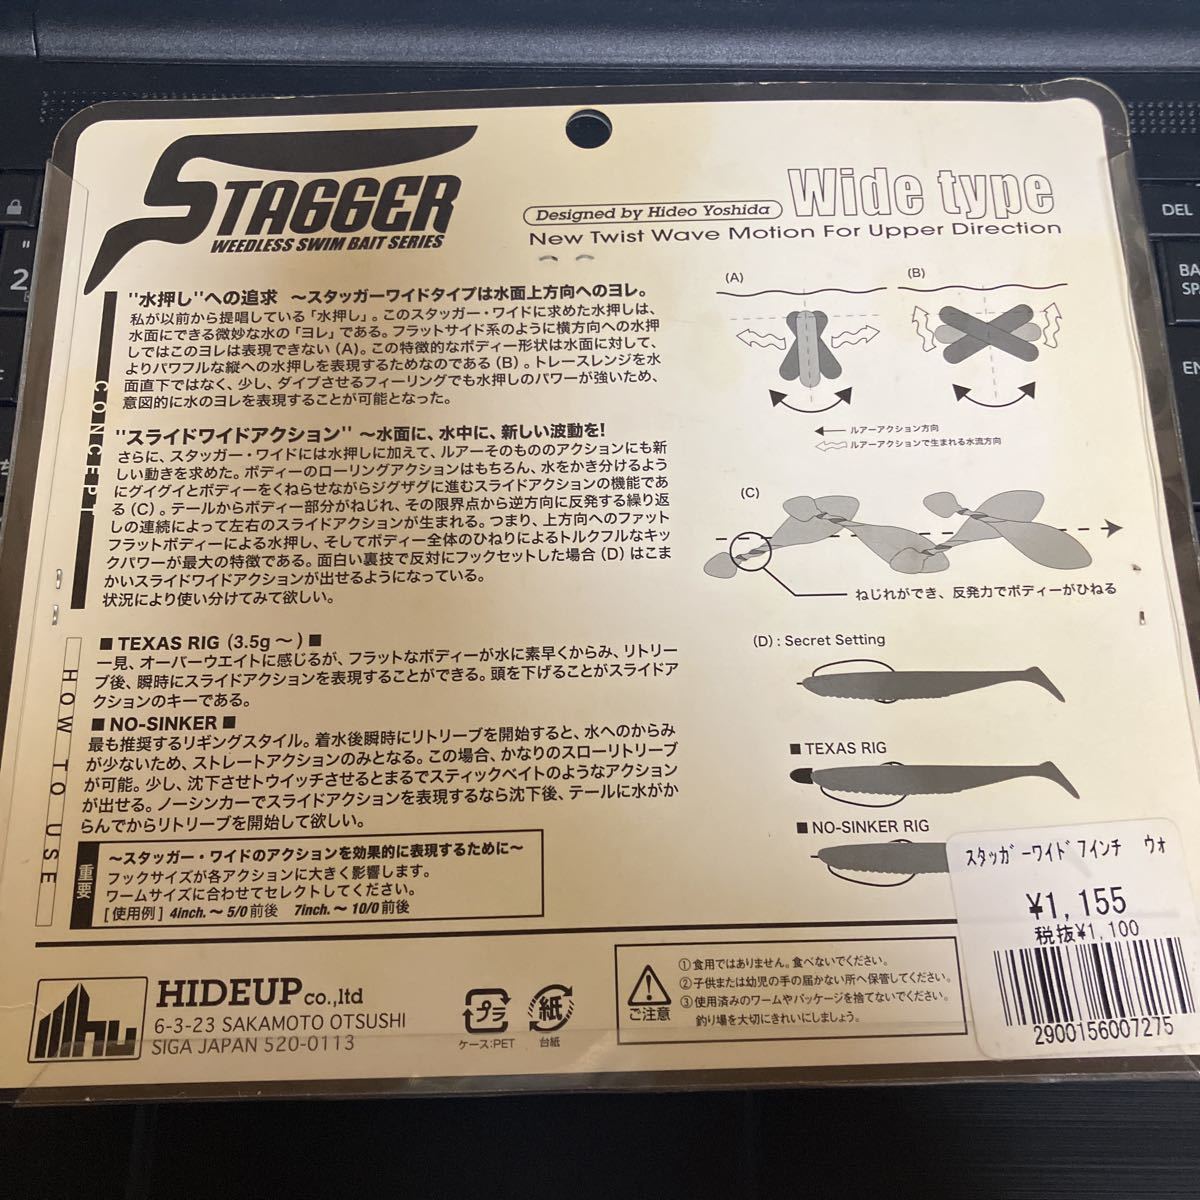 STAGGER
WEEDLESS SWIM BAIT SERIES
Designed by Hideo Yoshida
Wide type
New Twist Wave Motion For Upper Direction
CONCEPT
"水押し"への追求　〜スタッガーワイドタイプは水面上方向へのヨレ。
私が以前から提唱している「水押し」。このスタッガー・ワイドに求めた水押しは、
水面にできる微妙な水の「ヨレ」である。フラットサイド系のように横方向への水押
しではこのヨレは表現できない（A）。この特徴的なボディー形状は水面に対して、
よりパワフルな縦への水押しを表現するためなのである（B）。トレースレンジを水
面直下ではなく、少し、ダイブさせるフィーリングでも水押しのパワーが強いため、
意図的に水のヨレを表現することが可能となった。
"スライドワイドアクション"　〜水面に、水中に、新しい波動を!
さらに、スタッガー・ワイドには水押しに加えて、ルアーそのもののアクションにも新
しい動きを求めた。ボディーのローリングアクションはもちろん、水をかき分けるよう
にグイグイとボディーをくねらせながらジグザグに進むスライドアクションの機能であ
る（C）。テールからボディー部分がねじれ、その限界点から逆方向に反発する繰り返
しの連続によって左右のスライドアクションが生まれる。つまり、上方向へのファット
フラットボディーによる水押し、そしてボディー全体のひねりによるトルクフルなキッ
クパワーが最大の特徴である。面白い裏技で反対にフックセットした場合（D）はこま
かいスライドワイドアクションが出せるようになっている。
状況により使い分けてみて欲しい。
(A)
(B)
ルアーアクション方向
ルアーアクションで生まれる水流方向
(C)
ねじれができ、反発力でボディーがひねる
HOW TO USE
■ TEXAS RIG (3.5g 〜 ) ■
一見、オーバーウエイトに感じるが、フラットなボディーが水に素早くからみ、リトリー
ブ後、瞬時にスライドアクションを表現することができる。頭を下げることがスライドア
クションのキーである。
■ NO-SINKER ■
最も推奨するリギングスタイル。着水後瞬時にリトリーブを開始すると、水へのからみ
が少ないため、ストレートアクションのみとなる。この場合、かなりのスローリトリーブ
が可能。少し、沈下させトウイッチさせるとまるでスティックベイトのようなアクション
が出せる。ノーシンカーでスライドアクションを表現するなら沈下後、テールに水がか
らんでからリトリーブを開始して欲しい。
重要
〜スタッガー・ワイドのアクションを効果的に表現するために〜
フックサイズが各アクションに大きく影響します。
ワームサイズに合わせてセレクトしてください。
[ 使用例 ] 4inch. 〜 5/0 前後　7inch. 〜 10/0 前後
(D) : Secret Setting
■ TEXAS RIG
■ NO-SINKER RIG
スタッガーワイド7インチ　ウォ
¥1,155
税抜¥1,100
2900156007275
hu
HIDEUP co.,ltd
6-3-23 SAKAMOTO OTSUSHI
SIGA JAPAN 520-0113
プラ
ケース:PET
紙
台紙
ご注意
①食用ではありません。食べないでください。
②子供または幼児の手の届かない所へ保管してください。
③使用済みのワームやパッケージを捨てないでください。
釣り場を大切にきれいにしましょう。
DEL
2
"